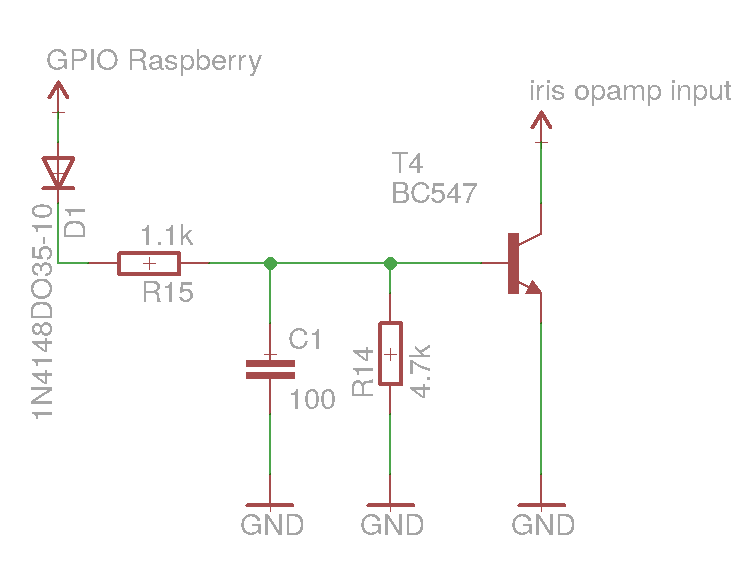 GPIO Raspberry
iris opamp input
T4
BC547
1N4148DO35-10
D1
1.1k
R15
C1
100
R14
4.7k
GND
GND
GND